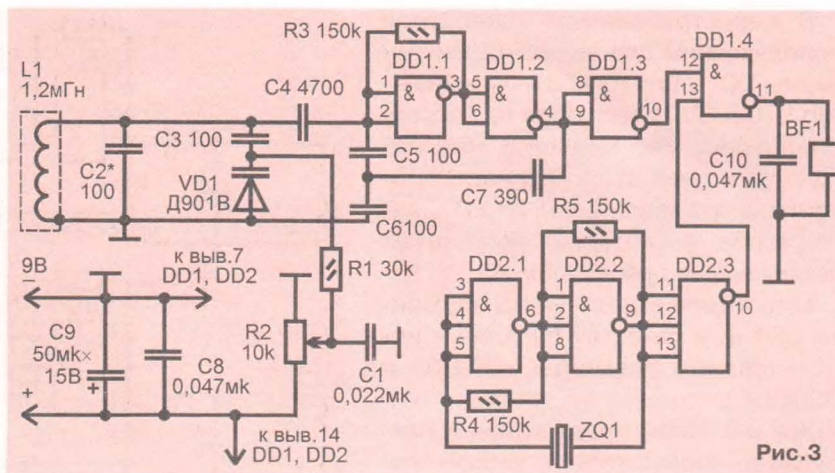 R3 150k
DD1.4
L1
1,2мГн
C4 4700
DD1.1
DD1.2
DD1.3
12
1
3
5
8
&
11
&
&
&
13
2
6
4
9
10
C2*
100
C3 100
C5 100
C7 390
VD1
Д901В
C6100
C10
0,047мk
BF1
R5 150k
9В
к выв.7
DD1, DD2
R1 30k
DD2.1
DD2.2
DD2.3
3
&
1
&
11
4
6
2
9
12
5
8
13
10
C9
50мk×
15В
C8
0,047мk
R2
10k
C1
0,022мk
R4 150k
ZQ1
−
+
+
к выв.14
DD1, DD2
Рис.3